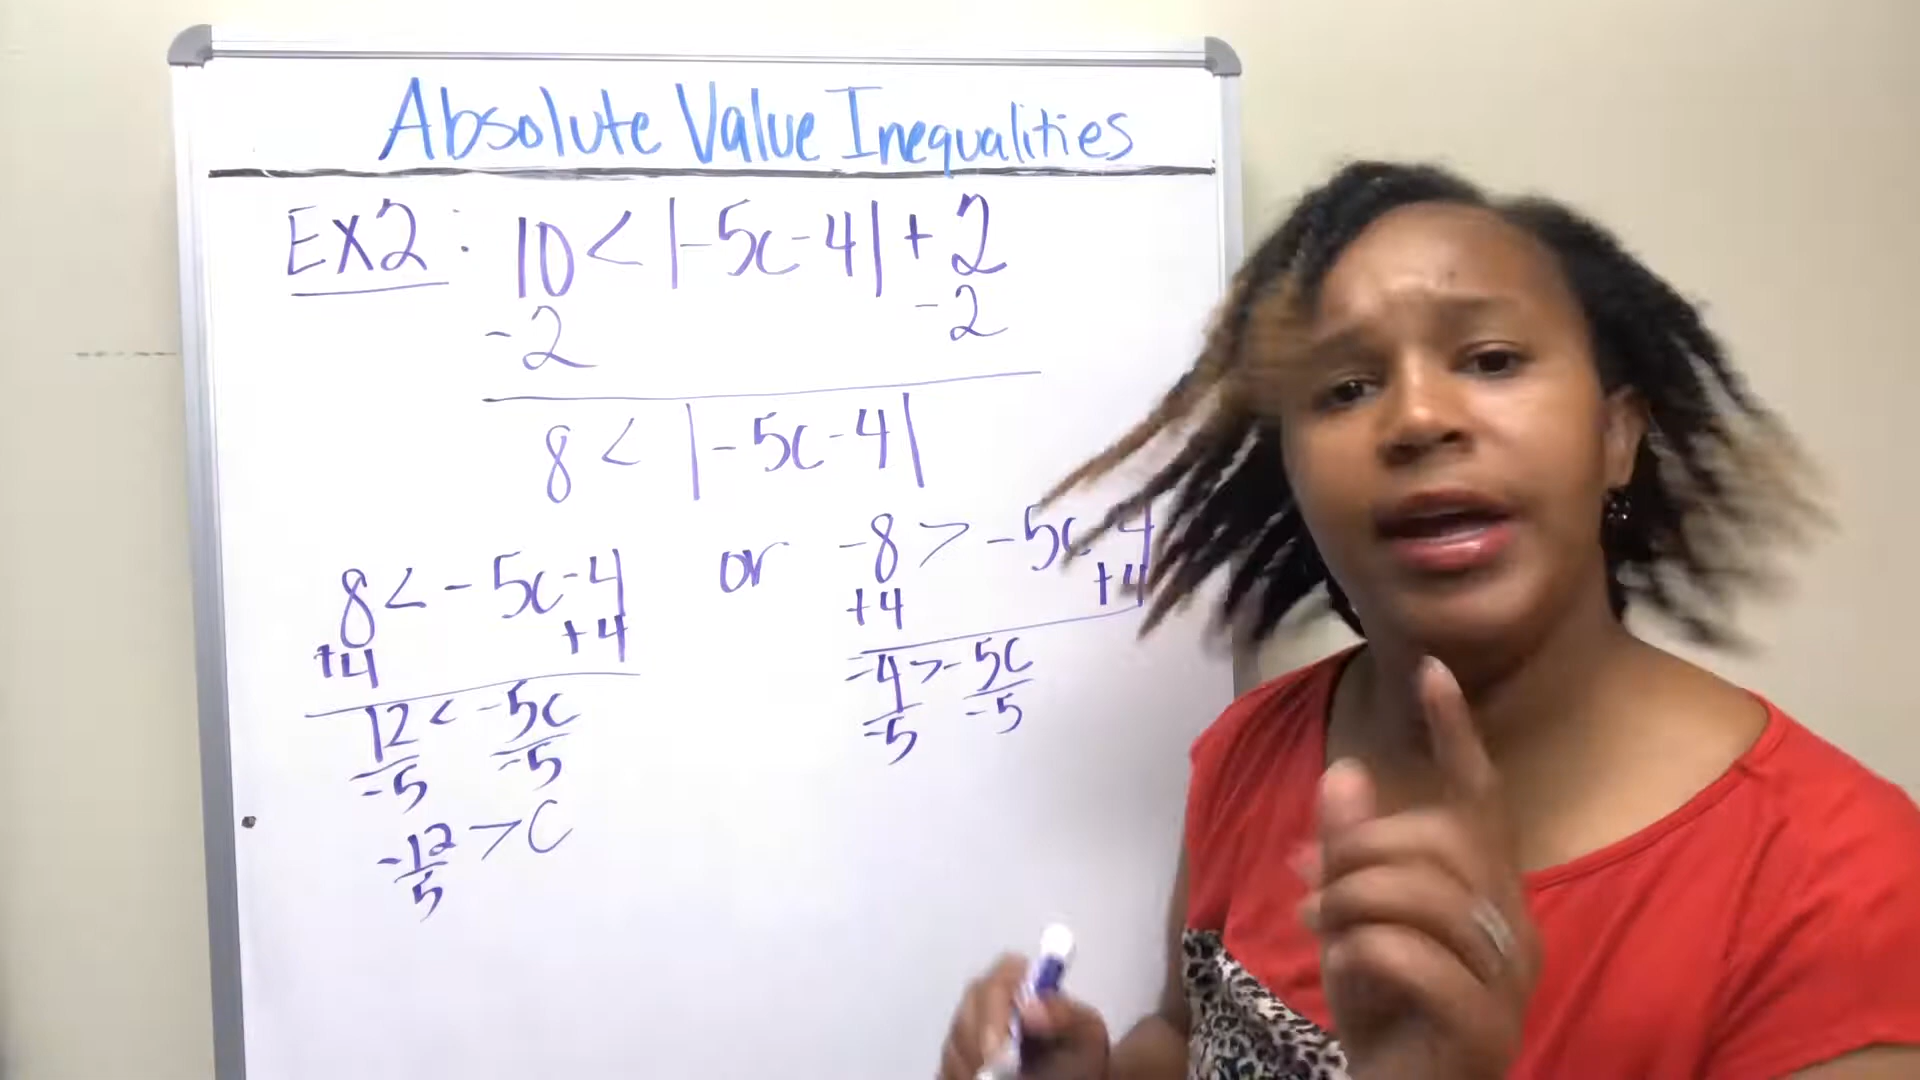 Absolute Value Inequalities
EX2: 10 < |-5c-4| + 2
-2 -2
8 < |-5c-4|
8 < -5c-4 or -8 > -5c-4
+4 +4 +4 +4
12 < -5c -4 > -5c
-5 -5 -5 -5
-12 > C
5